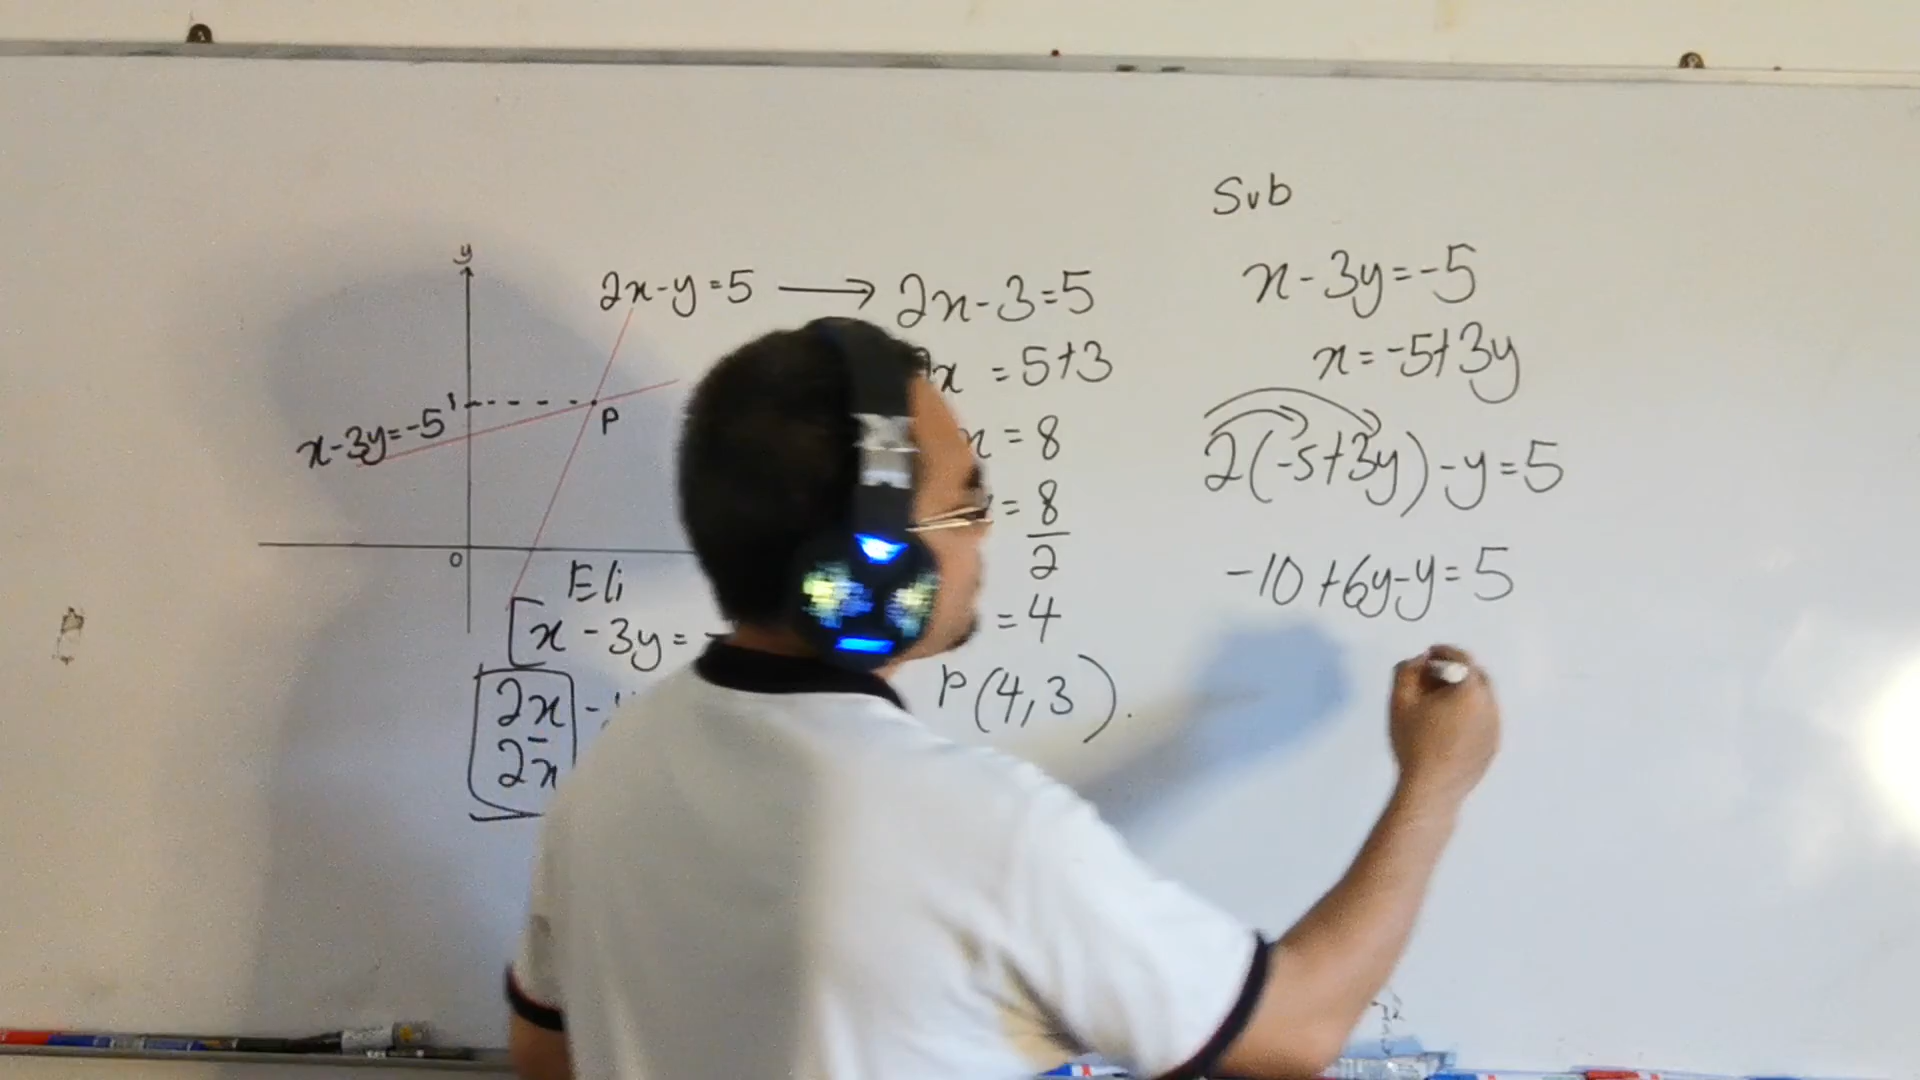 y
2x-y=5
x-3y=-5
P
0
Eli
x - 3y =
2x -
2x
2x-3=5
x = 5+3
= 8
= 8/2
= 4
P(4,3).
Sub
x-3y=-5
x=-5+3y
2(-5+3y)-y=5
-10+6y-y=5